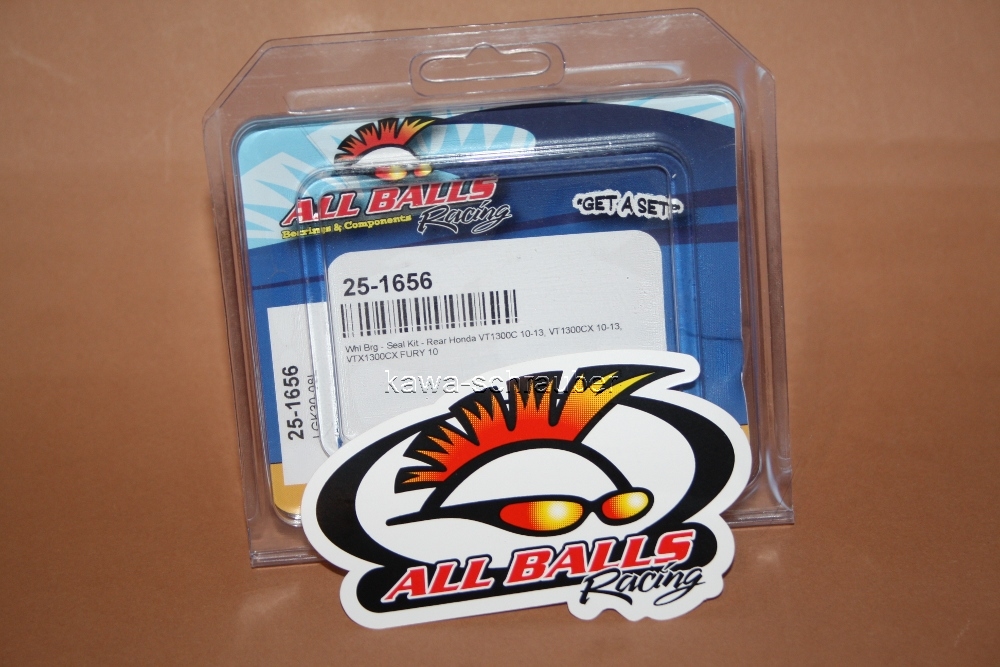 ALL BALLS
Racing
Bearings & Components
"GET A SET"
25-1656
Whl Brg - Seal Kit - Rear Honda VT1300C 10-13, VT1300CX 10-13,
VTX1300CX FURY 10
25-1656
kawa-schrauber
ALL BALLS
Racing